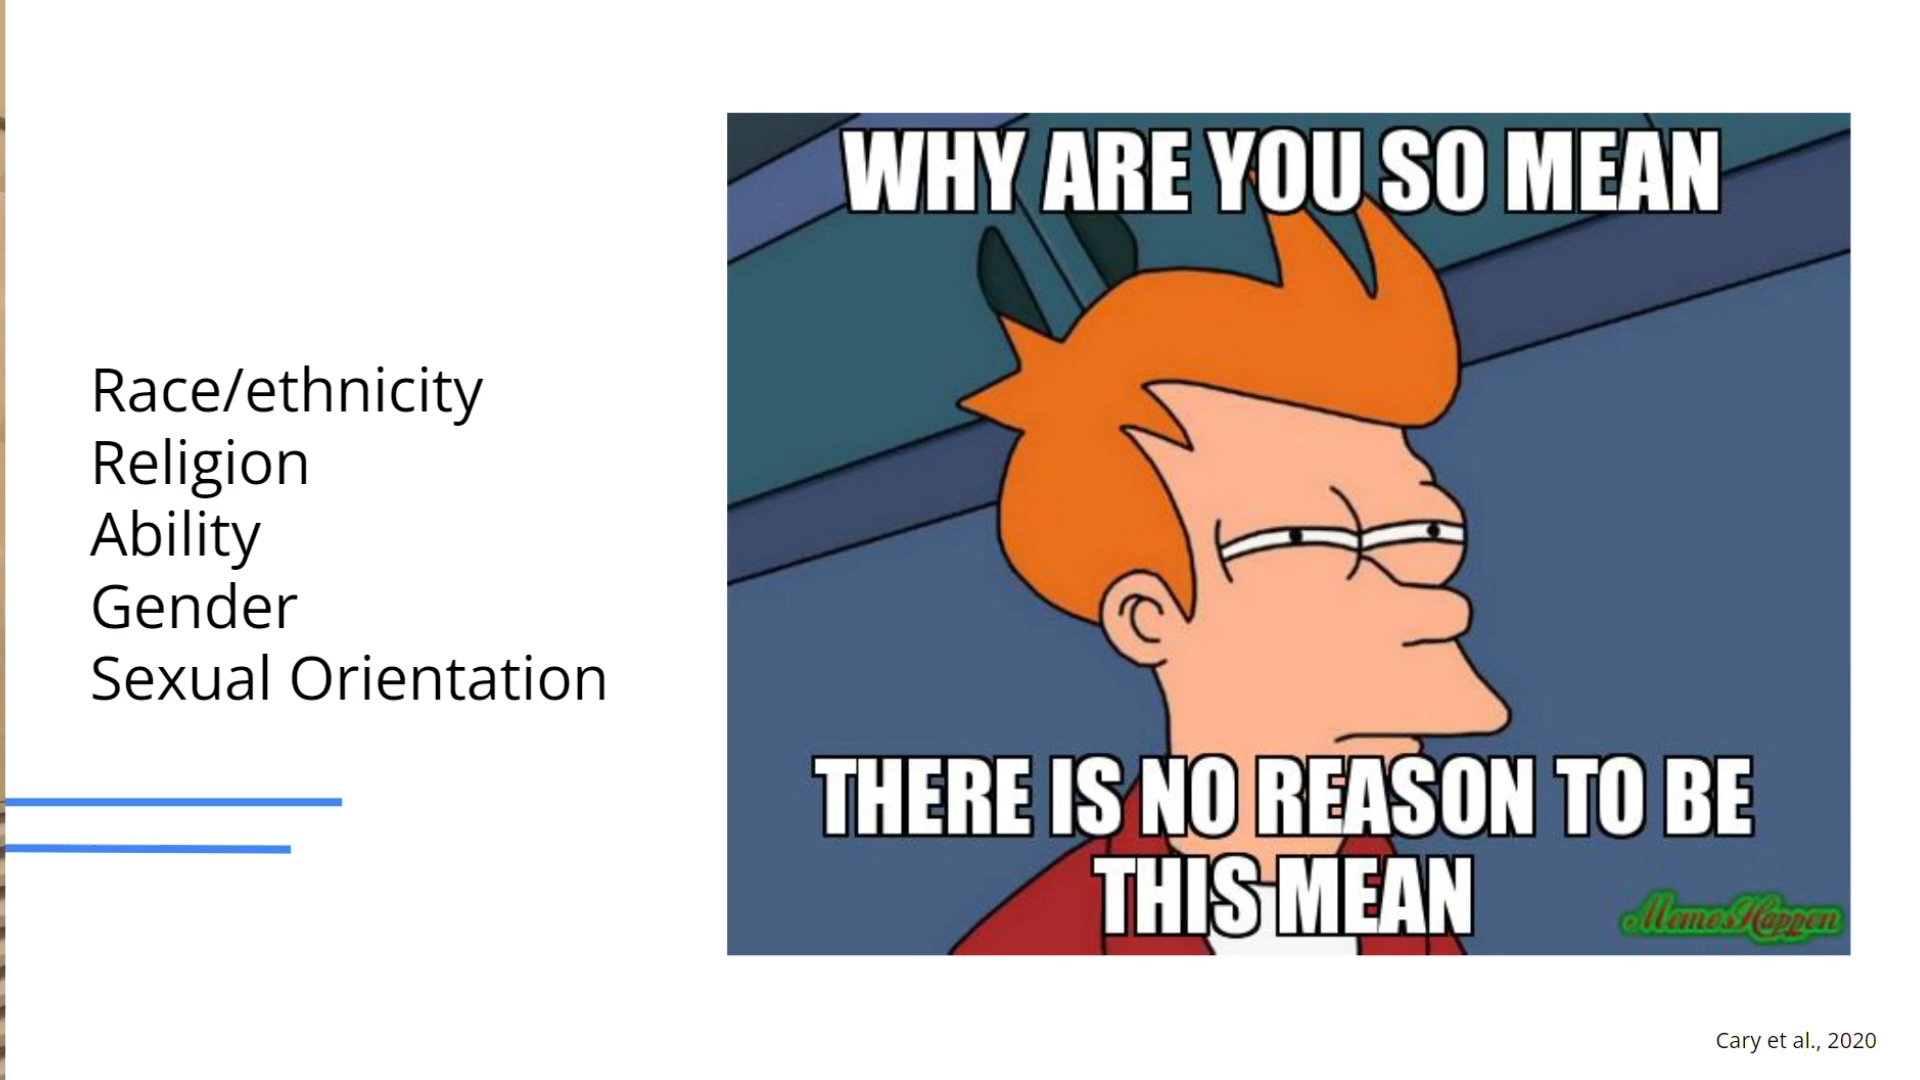 Race/ethnicity
Religion
Ability
Gender
Sexual Orientation
WHY ARE YOU SO MEAN
THERE IS NO REASON TO BE
THIS MEAN
MemesHappen
Cary et al., 2020